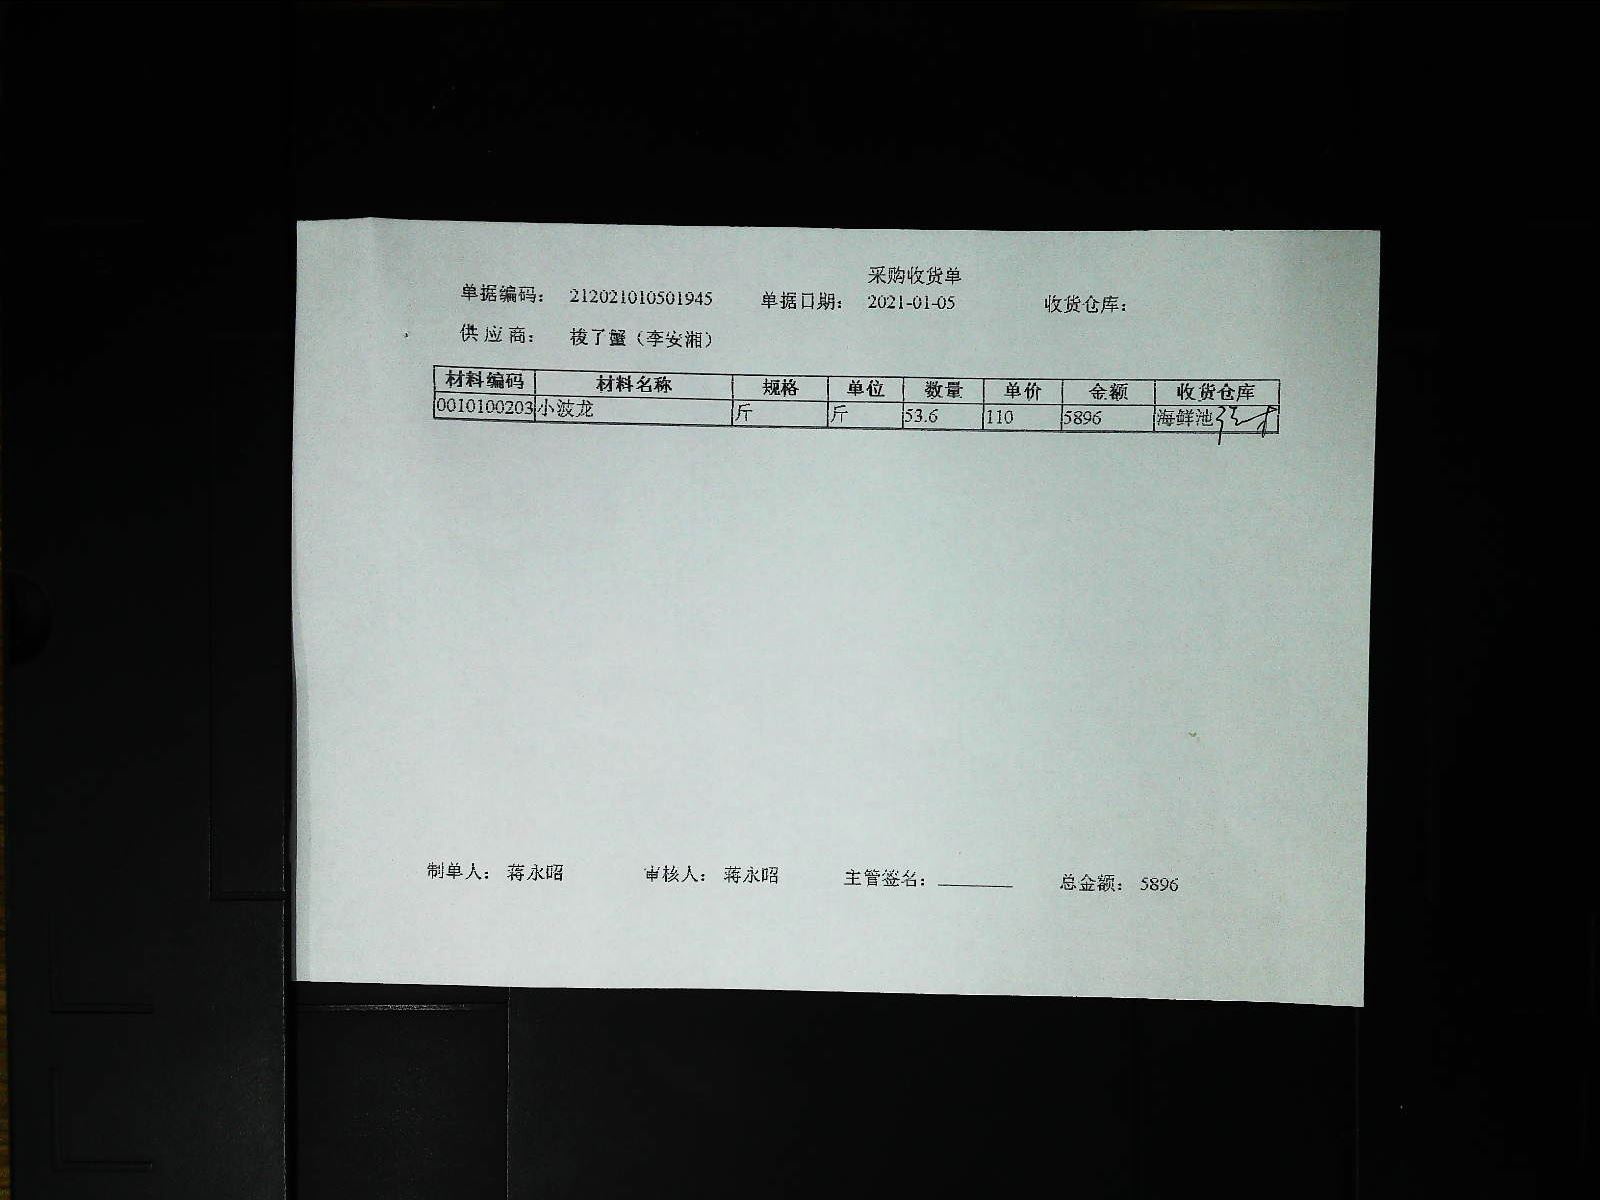 采购收货单
单据编码： 212021010501945 单据日期： 2021-01-05 收货仓库：
供应商： 梭子蟹（李安湘）
材料编码 材料名称 规格 单位 数量 单价 金额 收货仓库
0010100203 小波龙 斤 斤 53.6 110 5896 海鲜池
制单人： 蒋永昭 审核人： 蒋永昭 主管签名： 总金额： 5896